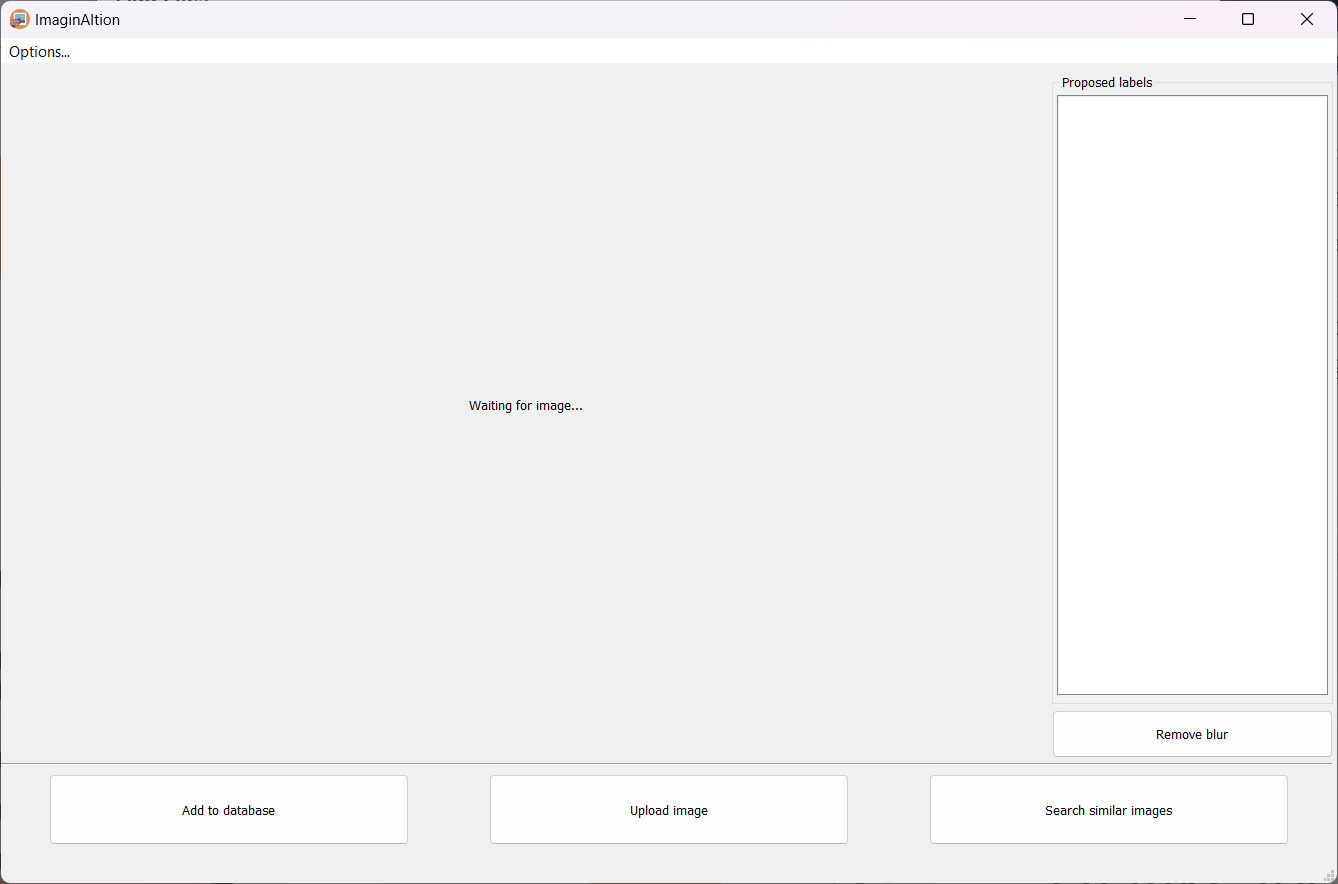 ImaginAItion
Options...
Proposed labels
Waiting for image...
Remove blur
Add to database
Upload image
Search similar images